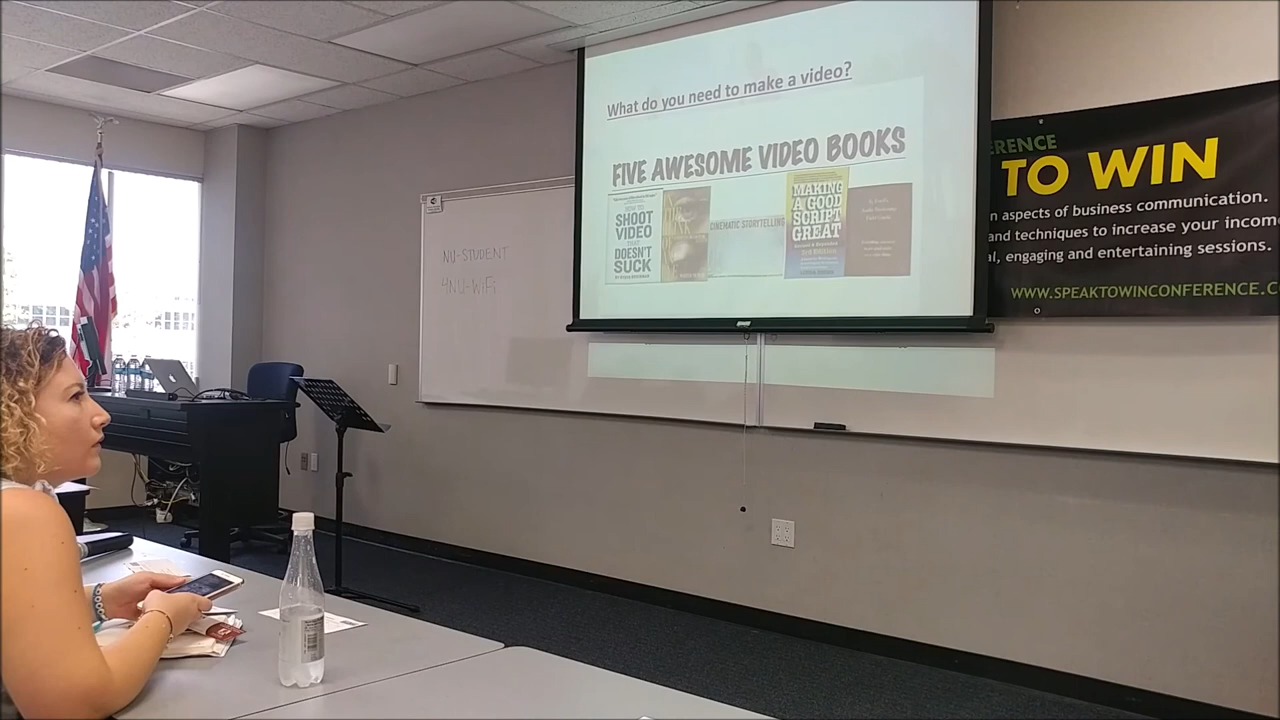 What do you need to make a video?
FIVE AWESOME VIDEO BOOKS
HOW TO
SHOOT
VIDEO
THAT
DOESN'T
SUCK
CINEMATIC STORYTELLING
MAKING
A GOOD
SCRIPT
GREAT
NU-STUDENT
4NU-WiFi
ERENCE
TO WIN
n aspects of business communication.
and techniques to increase your incom
al, engaging and entertaining sessions.
WWW.SPEAKTOWINCONFERENCE.C